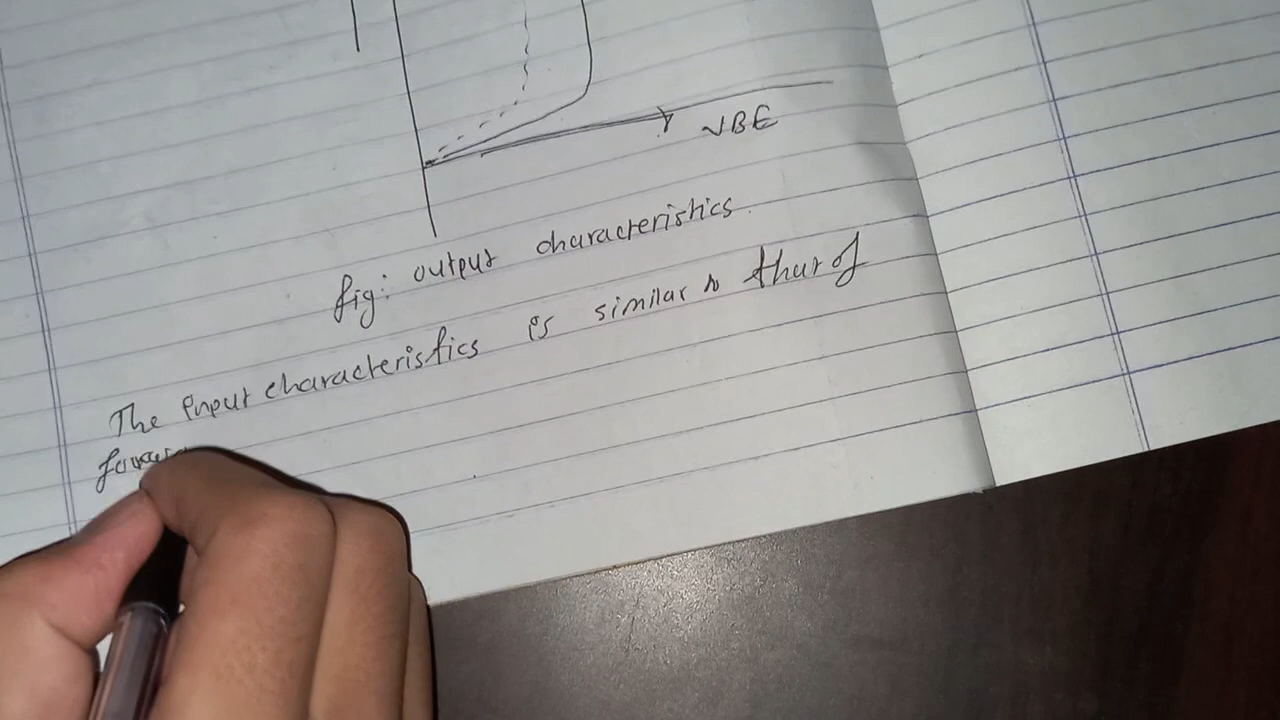 VBE
fig: output characteristics.
The input characteristics is similar to that of